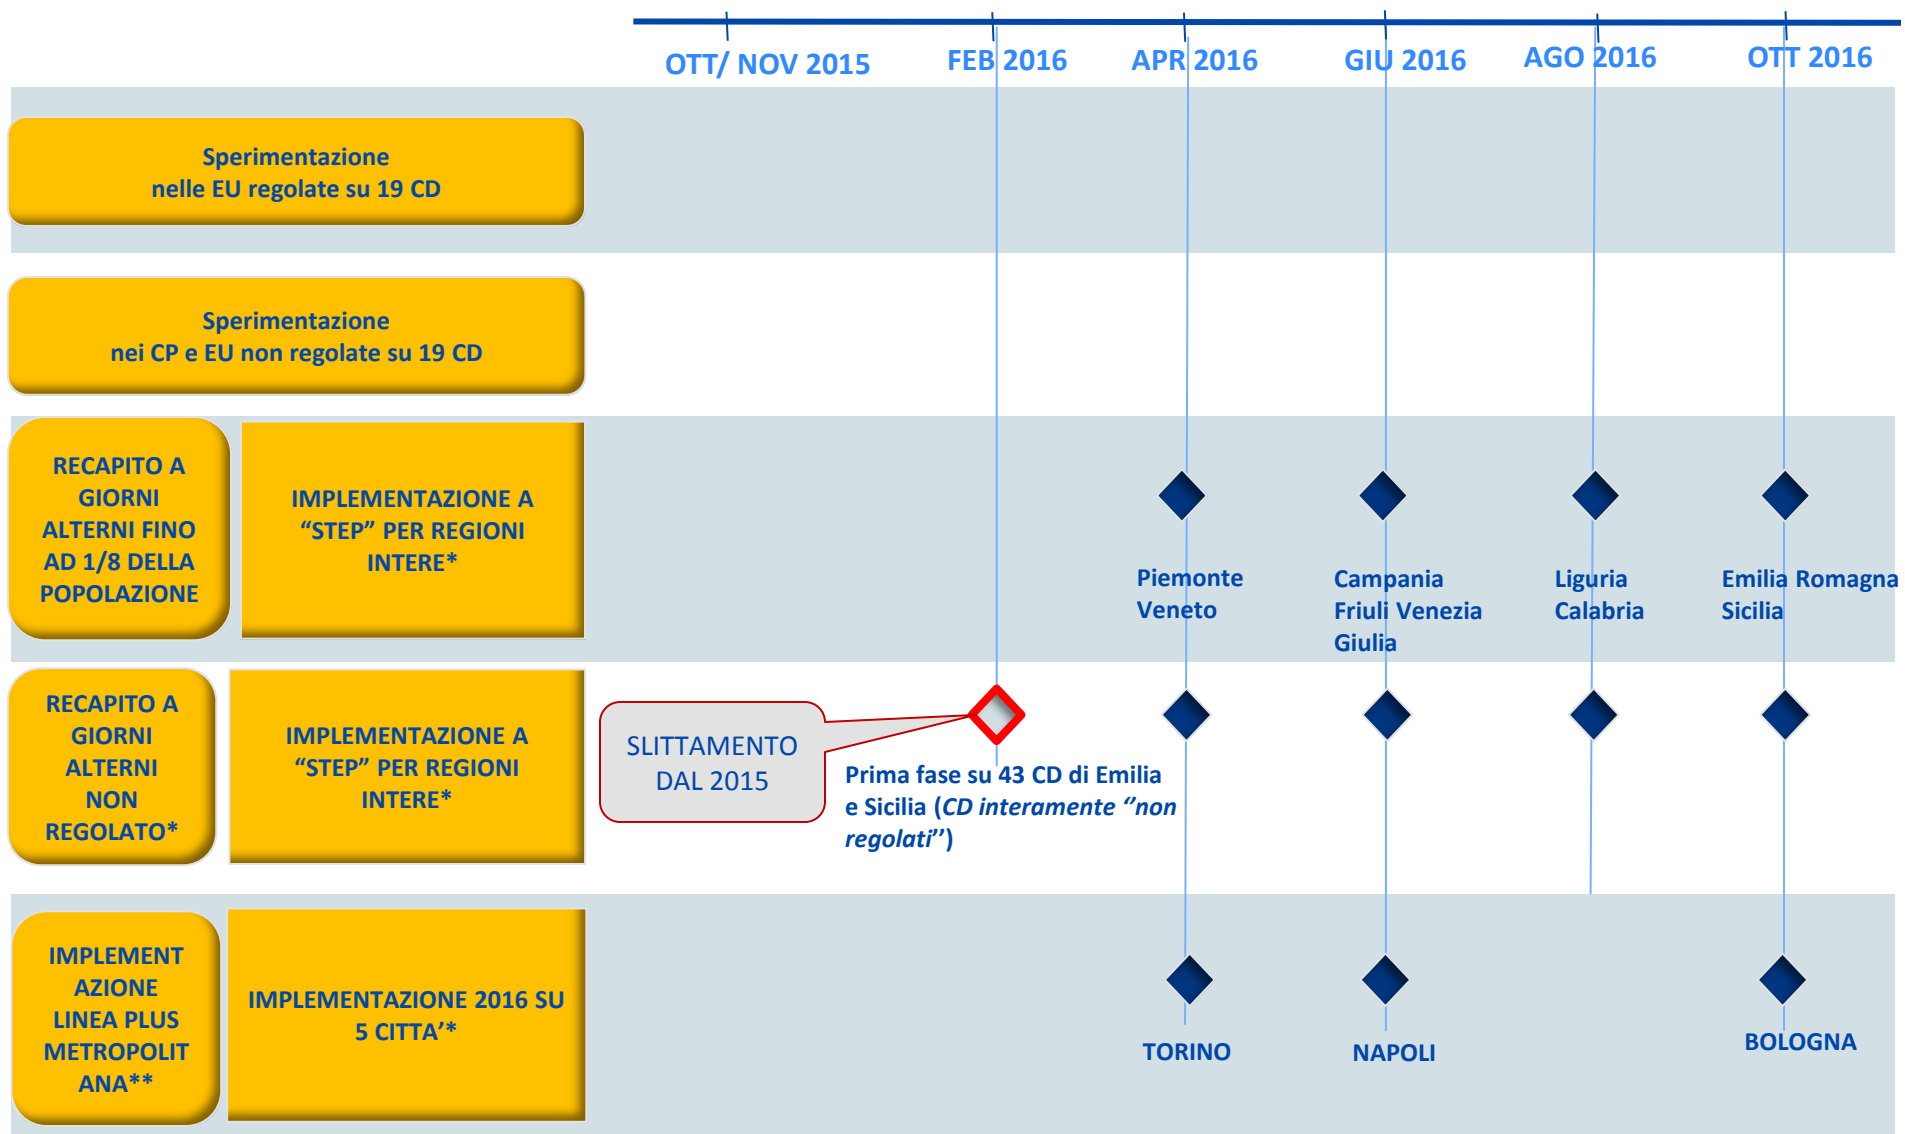 OTT/ NOV 2015
FEB 2016
APR 2016
GIU 2016
AGO 2016
OTT 2016
Sperimentazione
nelle EU regolate su 19 CD
Sperimentazione
nei CP e EU non regolate su 19 CD
RECAPITO A
GIORNI
ALTERNI FINO
AD 1/8 DELLA
POPOLAZIONE
IMPLEMENTAZIONE A
“STEP” PER REGIONI
INTERE*
Piemonte
Veneto
Campania
Friuli Venezia
Giulia
Liguria
Calabria
Emilia Romagna
Sicilia
RECAPITO A
GIORNI
ALTERNI
NON
REGOLATO*
IMPLEMENTAZIONE A
“STEP” PER REGIONI
INTERE*
SLITTAMENTO
DAL 2015
Prima fase su 43 CD di Emilia
e Sicilia (CD interamente ‘’non
regolati’’)
IMPLEMENT
AZIONE
LINEA PLUS
METROPOLIT
ANA**
IMPLEMENTAZIONE 2016 SU
5 CITTA’*
TORINO
NAPOLI
BOLOGNA